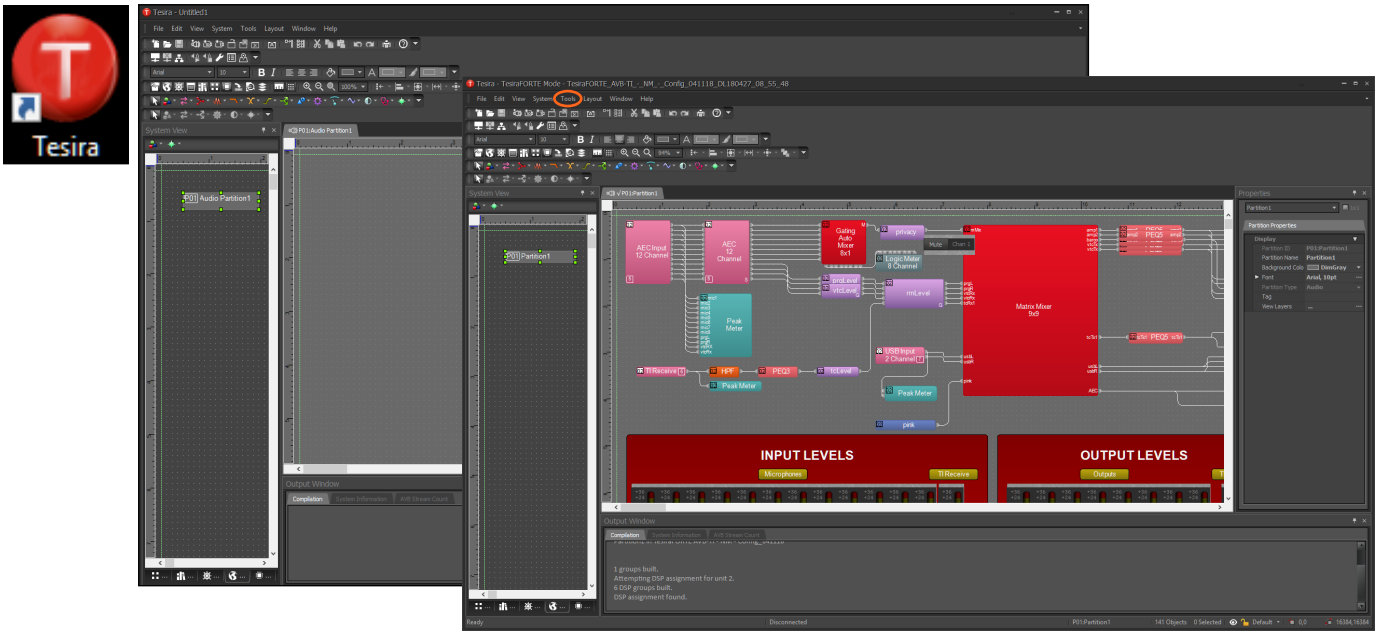 T
Tesira
Tesira - Untitled1
File Edit View System Tools Layout Window Help
Arial 10 B I
100%
System View
P01:Audio Partition1
P01 Audio Partition1
Output Window
Compilation System Information AVB Stream Count
Tesira - TesiraFORTE Mode - TesiraFORTE_AVB-TI_-_NM_-_Config_041118_DL180427_08_55_48
File Edit View System Tools Layout Window Help
Arial 10 B I
94%
System View
P01:Partition1
P01 Partition1
AEC Input
12 Channel
AEC
12
Channel
Gating
Auto
Mixer
8x1
privacy
Mute Chan 1
Logic Meter
8 Channel
prgLevel
vtcLevel
rmLevel
Peak
Meter
Matrix Mixer
9x9
PEQ5
PEQ5
USB Input
2 Channel
TI Receive
HPF
PEQ3
tcLevel
Peak Meter
Peak Meter
pink
pink
AEC
INPUT LEVELS
OUTPUT LEVELS
Microphones
TI Receive
Outputs
Properties
Partition1
Partition Properties
Display
Partition ID P01:Partition1
Partition Name Partition1
Background Colo DimGray
Font Arial, 10pt
Partition Type Audio
Tag
View Layers
Output Window
Compilation System Information AVB Stream Count
1 groups built.
Attempting DSP assignment for unit 2.
6 DSP groups built.
DSP assignment found.
Ready Disconnected P01:Partition1 141 Objects 0 Selected Default 0,0 16384,16384